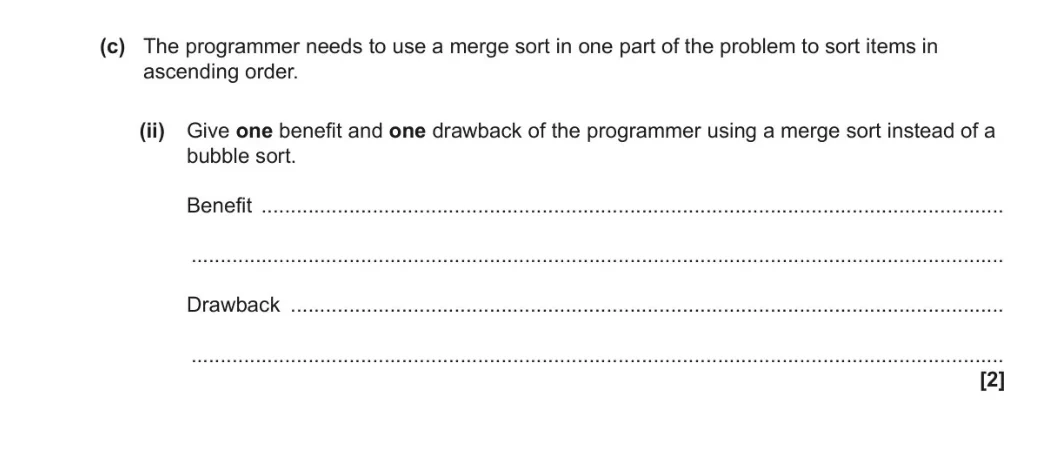 (c) The programmer needs to use a merge sort in one part of the problem to sort items in
ascending order.
(ii) Give one benefit and one drawback of the programmer using a merge sort instead of a
bubble sort.
Benefit ....................................................................................................................................
....................................................................................................................................
Drawback ....................................................................................................................................
....................................................................................................................................
[2]